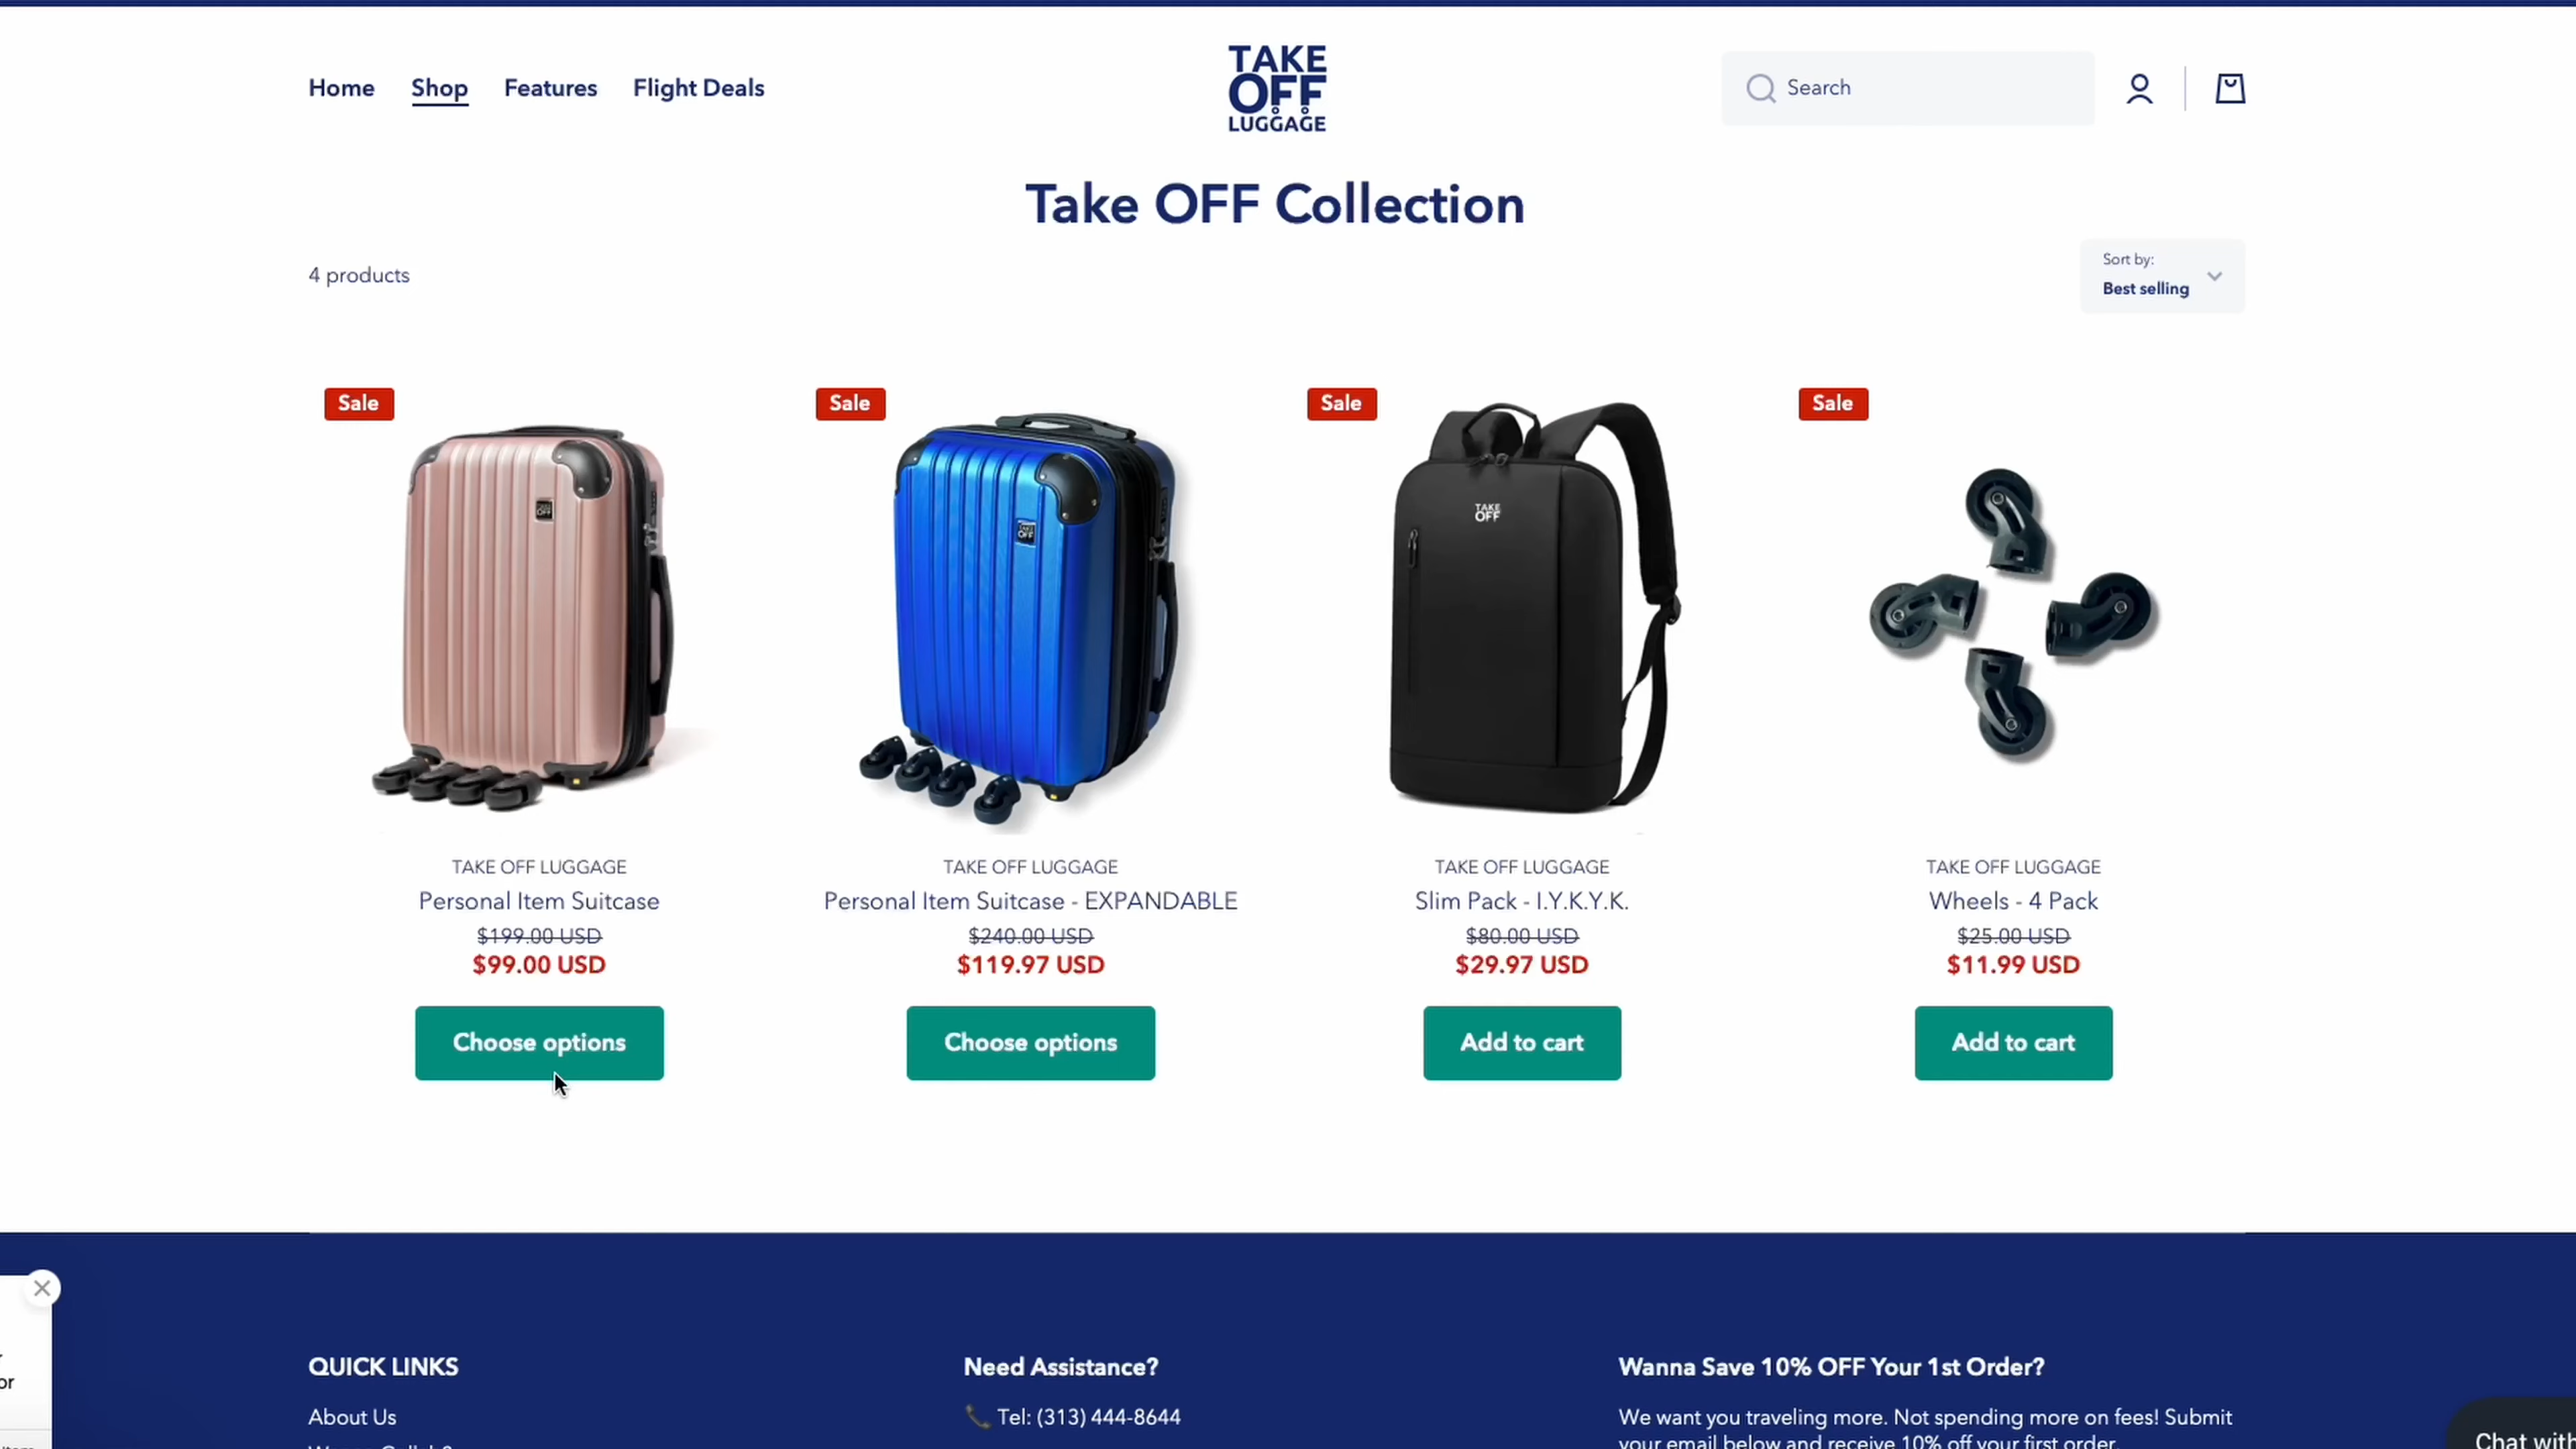 Home Shop Features Flight Deals
TAKE
OFF
LUGGAGE
Search
Take OFF Collection
4 products
Sort by:
Best selling
Sale Sale Sale Sale
TAKE
OFF
TAKE OFF LUGGAGE
Personal Item Suitcase
$199.00 USD
$99.00 USD
Choose options
TAKE OFF LUGGAGE
Personal Item Suitcase - EXPANDABLE
$240.00 USD
$119.97 USD
Choose options
TAKE OFF LUGGAGE
Slim Pack - I.Y.K.Y.K.
$80.00 USD
$29.97 USD
Add to cart
TAKE OFF LUGGAGE
Wheels - 4 Pack
$25.00 USD
$11.99 USD
Add to cart
or
QUICK LINKS
About Us
Need Assistance?
Tel: (313) 444-8644
Wanna Save 10% OFF Your 1st Order?
We want you traveling more. Not spending more on fees! Submit
your email below and receive 10% off your first order.
Chat with